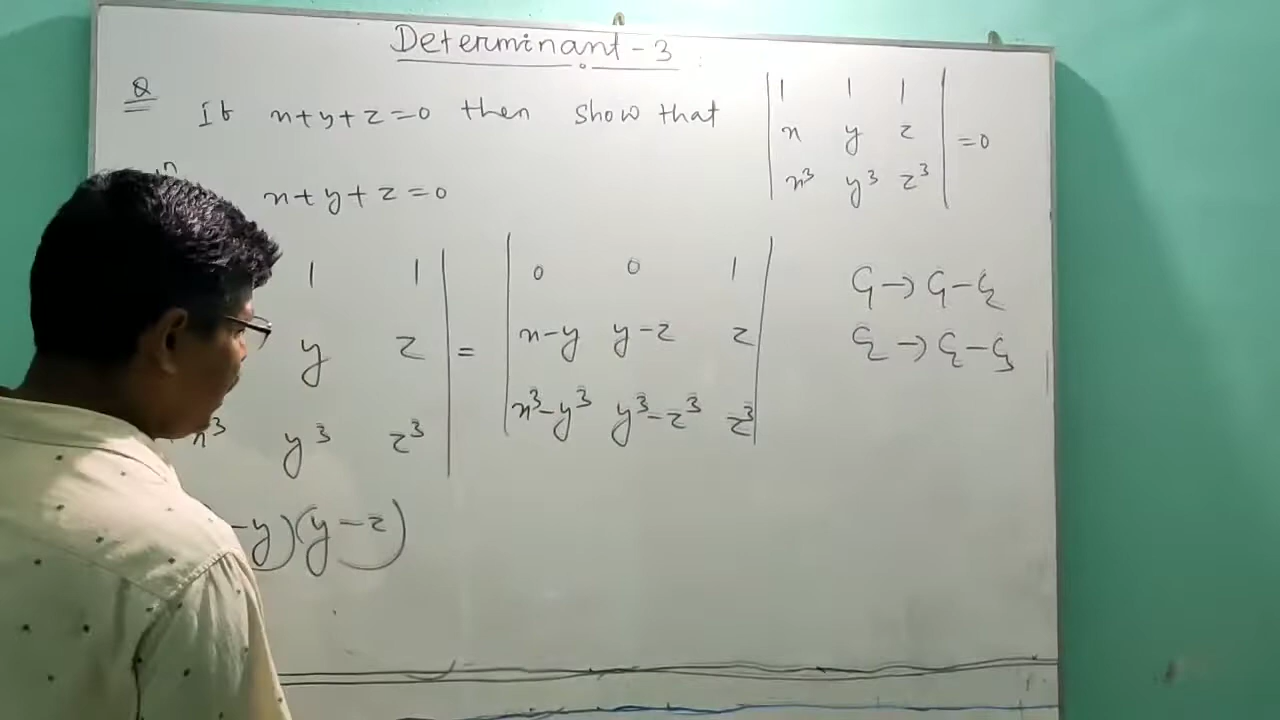 Determinant - 3
Q If x+y+z=0 then show that | 1 1 1 |
| x y z | =0
| x³ y³ z³ |
x+y+z=0
1 1 | = | 0 0 1 | C₁→C₁-C₂
y z | = | x-y y-z z | C₂→C₂-C₃
x³ y³ z³ | | x³-y³ y³-z³ z³ |
-y)(y-z)